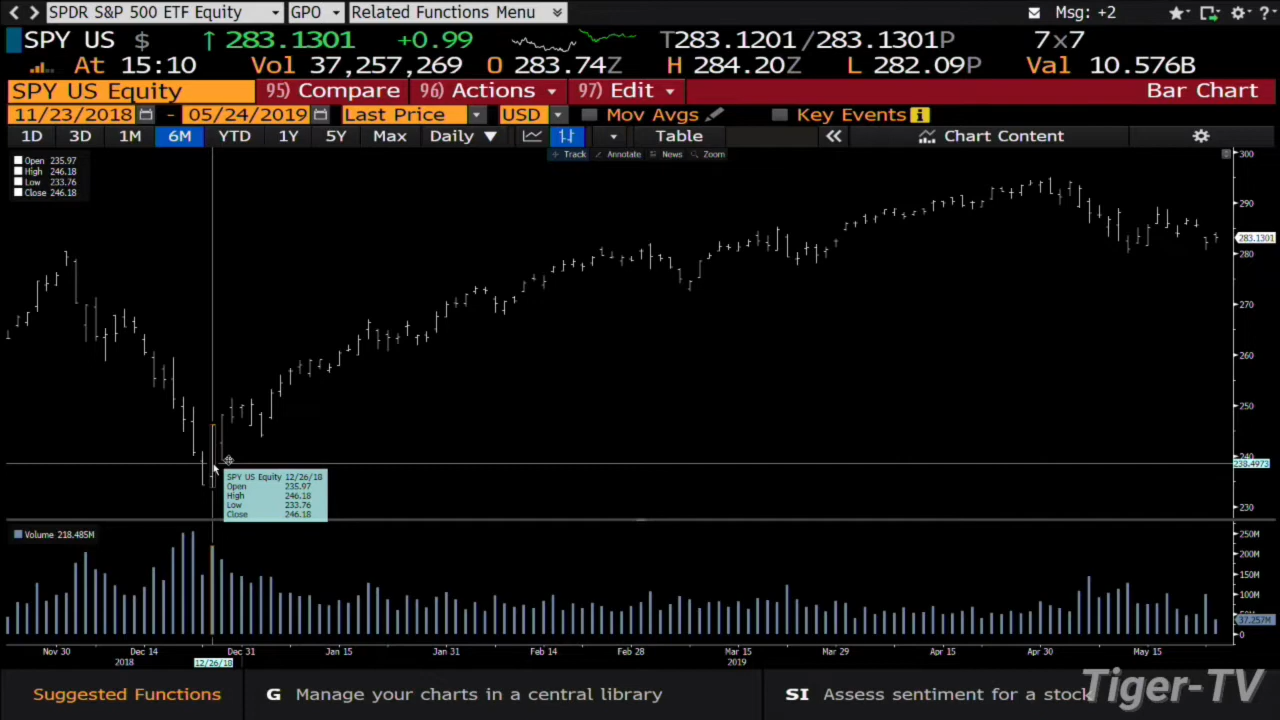 SPDR S&P 500 ETF Equity GPO Related Functions Menu Msg: +2 ?
SPY US $ ↑ 283.1301 +0.99 T283.1201/283.1301P 7×7
At 15:10 Vol 37,257,269 O 283.74Z H 284.20Z L 282.09P Val 10.576B
SPY US Equity 95) Compare 96) Actions 97) Edit Bar Chart
11/23/2018 - 05/24/2019 Last Price USD Mov Avgs Key Events i
1D 3D 1M 6M YTD 1Y 5Y Max Daily ▼ Table « Chart Content
+ Track Annotate News Zoom
Open 235.97
High 246.18
Low 233.76
Close 246.18
300
290
283.1301
280
270
260
250
240
238.4973
230
SPY US Equity 12/26/18
Open 235.97
High 246.18
Low 233.76
Close 246.18
Volume 218.485M
250M
200M
150M
100M
37.257M
0
Nov 30 Dec 14 Dec 31 Jan 15 Jan 31 Feb 14 Feb 28 Mar 15 Mar 29 Apr 15 Apr 30 May 15
2018 12/26/18 2019
Suggested Functions G Manage your charts in a central library SI Assess sentiment for a stock
Tiger-TV